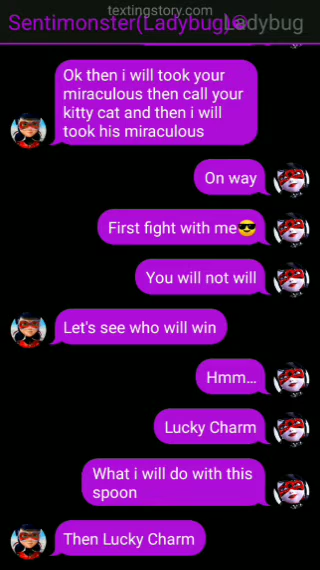 textingstory.com
Sentimonster(Ladybug)
Ladybug
Ok then i will took your
miraculous then call your
kitty cat and then i will
took his miraculous
On way
First fight with me😎
You will not will
Let's see who will win
Hmm...
Lucky Charm
What i will do with this
spoon
Then Lucky Charm